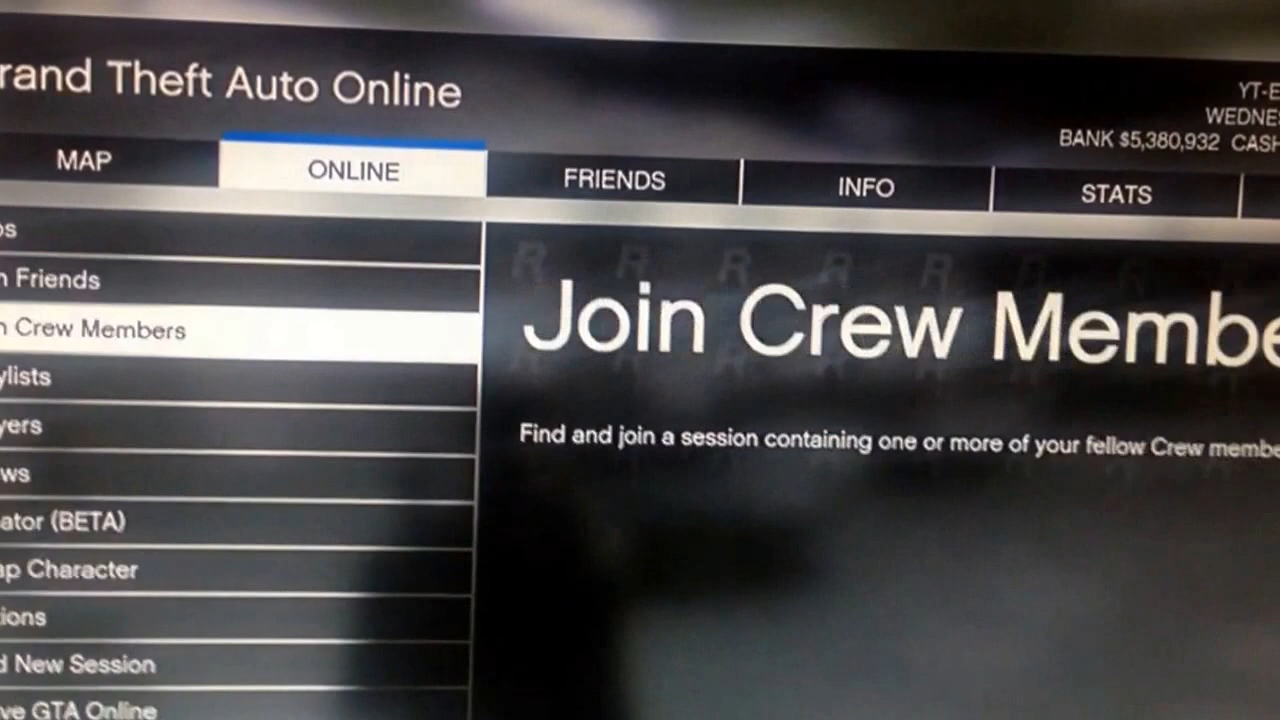 rand Theft Auto Online
YT-E
WEDNES
BANK $5,380,932 CASH
MAP
ONLINE
FRIENDS
INFO
STATS
os
n Friends
n Crew Members
ylists
yers
ws
ator (BETA)
ap Character
ions
d New Session
ve GTA Online
R R R R R
Join Crew Membe
Find and join a session containing one or more of your fellow Crew membe